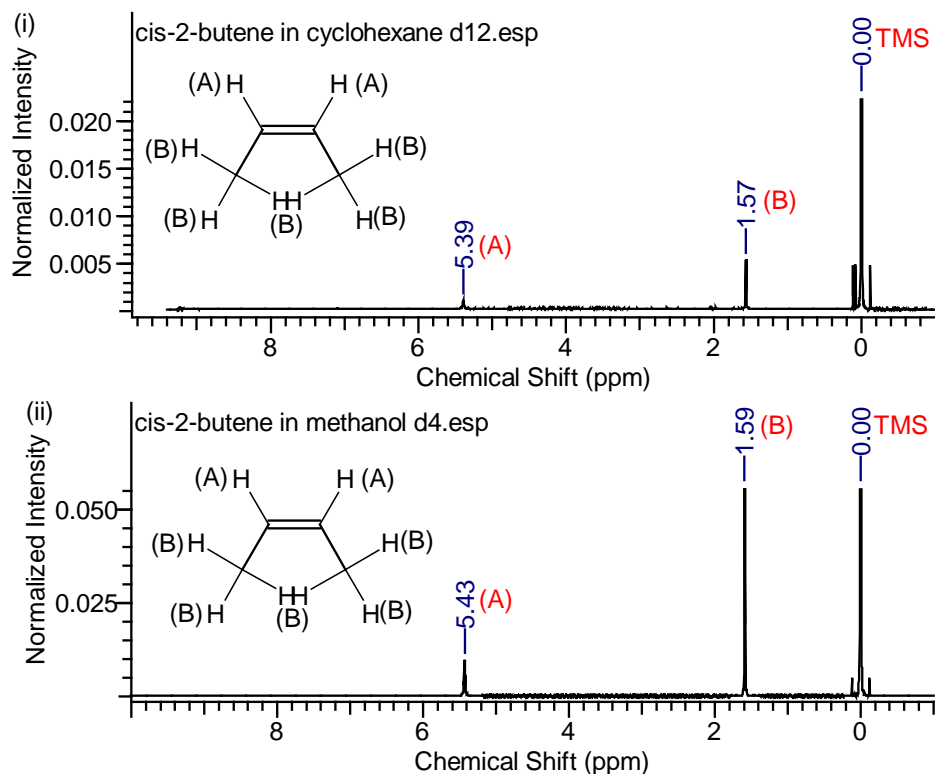 (i)
cis-2-butene in cyclohexane d12.esp
0.00 TMS
(A) H H (A)
(B) H H (B)
(B) H HH H (B)
(B)
5.39 (A)
1.57 (B)
0.020
0.015
0.010
0.005
Normalized Intensity
8 6 4 2 0
Chemical Shift (ppm)
(ii)
cis-2-butene in methanol d4.esp
1.59 (B)
0.00 TMS
(A) H H (A)
(B) H H (B)
(B) H HH H (B)
(B)
5.43 (A)
0.050
0.025
Normalized Intensity
8 6 4 2 0
Chemical Shift (ppm)